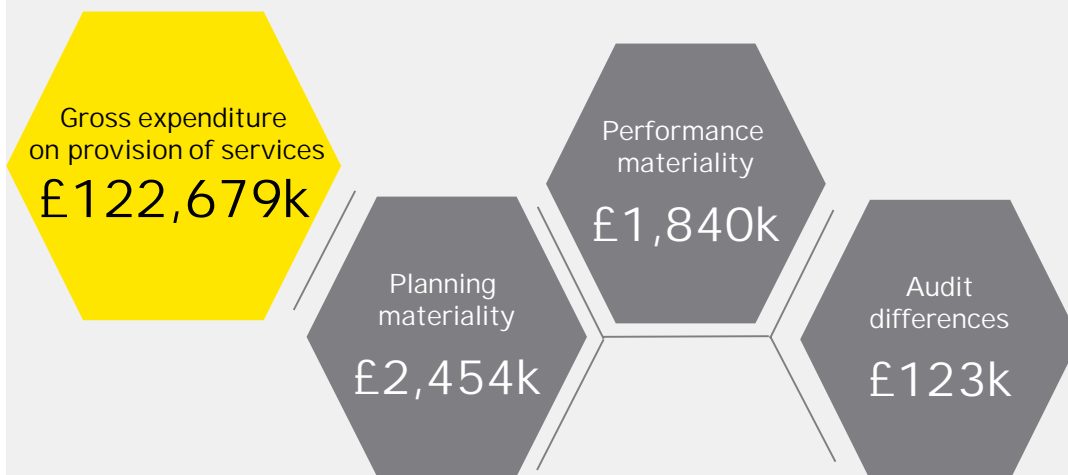 Gross expenditure
on provision of services
£122,679k
Planning
materiality
£2,454k
Performance
materiality
£1,840k
Audit
differences
£123k